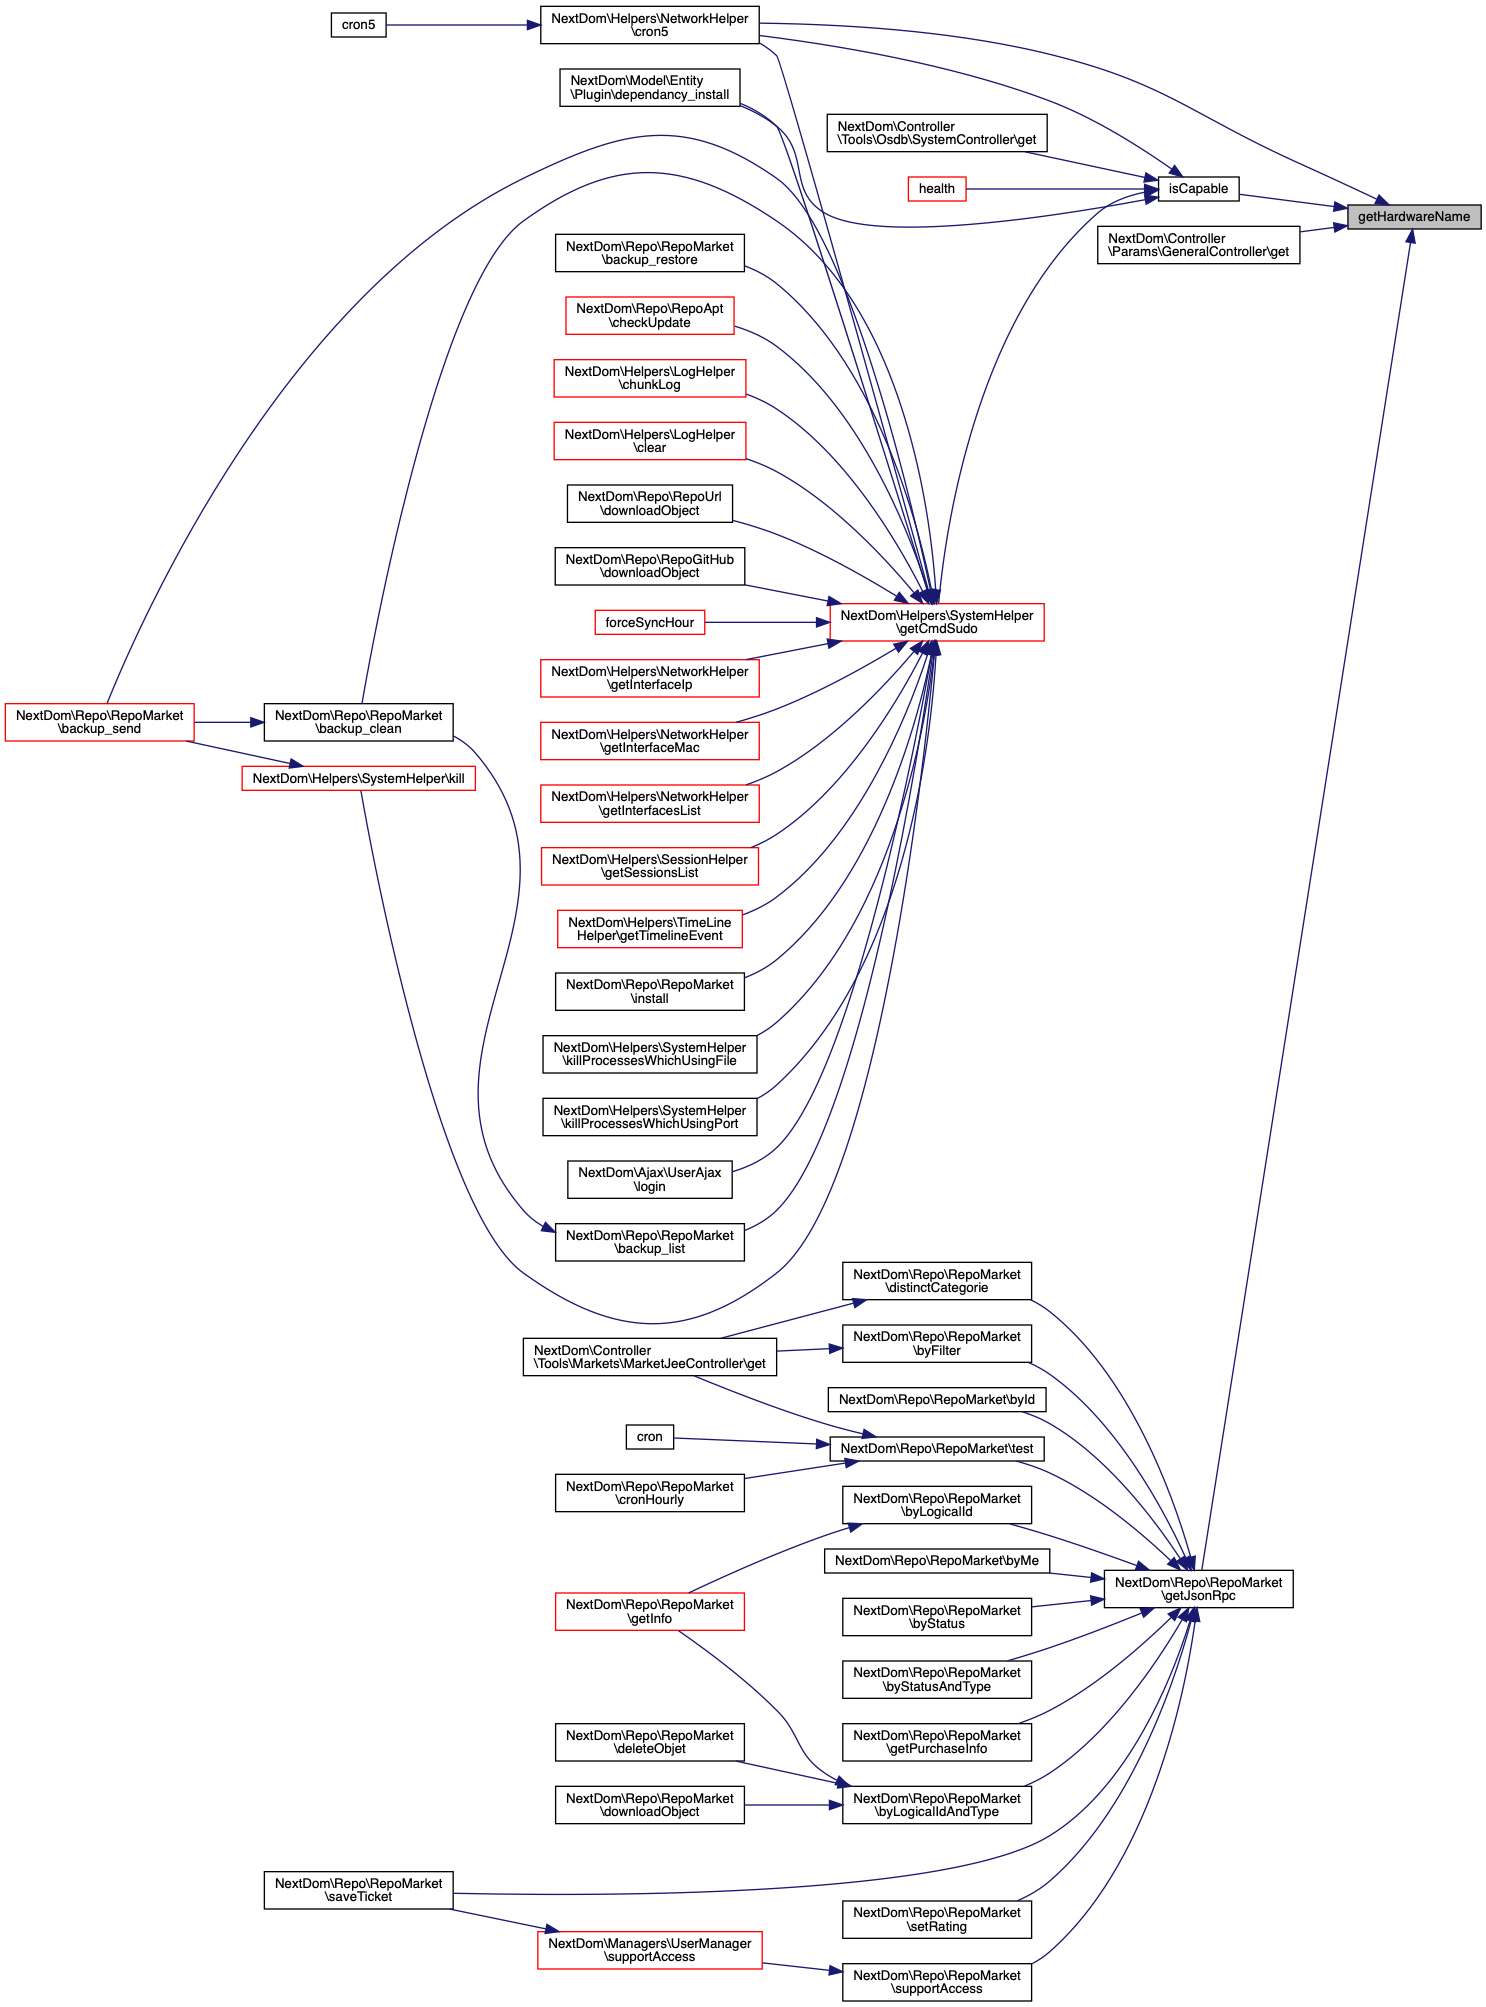 cron5
NextDom\Helpers\NetworkHelper
\cron5
NextDom\Model\Entity
\Plugin\dependancy_install
NextDom\Controller
\Tools\Osdb\SystemController\get
health
isCapable
getHardwareName
NextDom\Controller
\Params\GeneralController\get
NextDom\Repo\RepoMarket
\backup_restore
NextDom\Repo\RepoApt
\checkUpdate
NextDom\Helpers\LogHelper
\chunkLog
NextDom\Helpers\LogHelper
\clear
NextDom\Repo\RepoUrl
\downloadObject
NextDom\Repo\RepoGitHub
\downloadObject
NextDom\Helpers\SystemHelper
\getCmdSudo
forceSyncHour
NextDom\Helpers\NetworkHelper
\getInterfaceIp
NextDom\Repo\RepoMarket
\backup_send
NextDom\Repo\RepoMarket
\backup_clean
NextDom\Helpers\NetworkHelper
\getInterfaceMac
NextDom\Helpers\SystemHelper\kill
NextDom\Helpers\NetworkHelper
\getInterfacesList
NextDom\Helpers\SessionHelper
\getSessionsList
NextDom\Helpers\TimeLine
Helper\getTimelineEvent
NextDom\Repo\RepoMarket
\install
NextDom\Helpers\SystemHelper
\killProcessesWhichUsingFile
NextDom\Helpers\SystemHelper
\killProcessesWhichUsingPort
NextDom\Ajax\UserAjax
\login
NextDom\Repo\RepoMarket
\backup_list
NextDom\Repo\RepoMarket
\distinctCategorie
NextDom\Controller
\Tools\Markets\MarketJeeController\get
NextDom\Repo\RepoMarket
\byFilter
NextDom\Repo\RepoMarket\byId
cron
NextDom\Repo\RepoMarket\test
NextDom\Repo\RepoMarket
\cronHourly
NextDom\Repo\RepoMarket
\byLogicalId
NextDom\Repo\RepoMarket\byMe
NextDom\Repo\RepoMarket
\getJsonRpc
NextDom\Repo\RepoMarket
\getInfo
NextDom\Repo\RepoMarket
\byStatus
NextDom\Repo\RepoMarket
\byStatusAndType
NextDom\Repo\RepoMarket
\getPurchaseInfo
NextDom\Repo\RepoMarket
\deleteObjet
NextDom\Repo\RepoMarket
\downloadObject
NextDom\Repo\RepoMarket
\byLogicalIdAndType
NextDom\Repo\RepoMarket
\saveTicket
NextDom\Repo\RepoMarket
\setRating
NextDom\Managers\UserManager
\supportAccess
NextDom\Repo\RepoMarket
\supportAccess